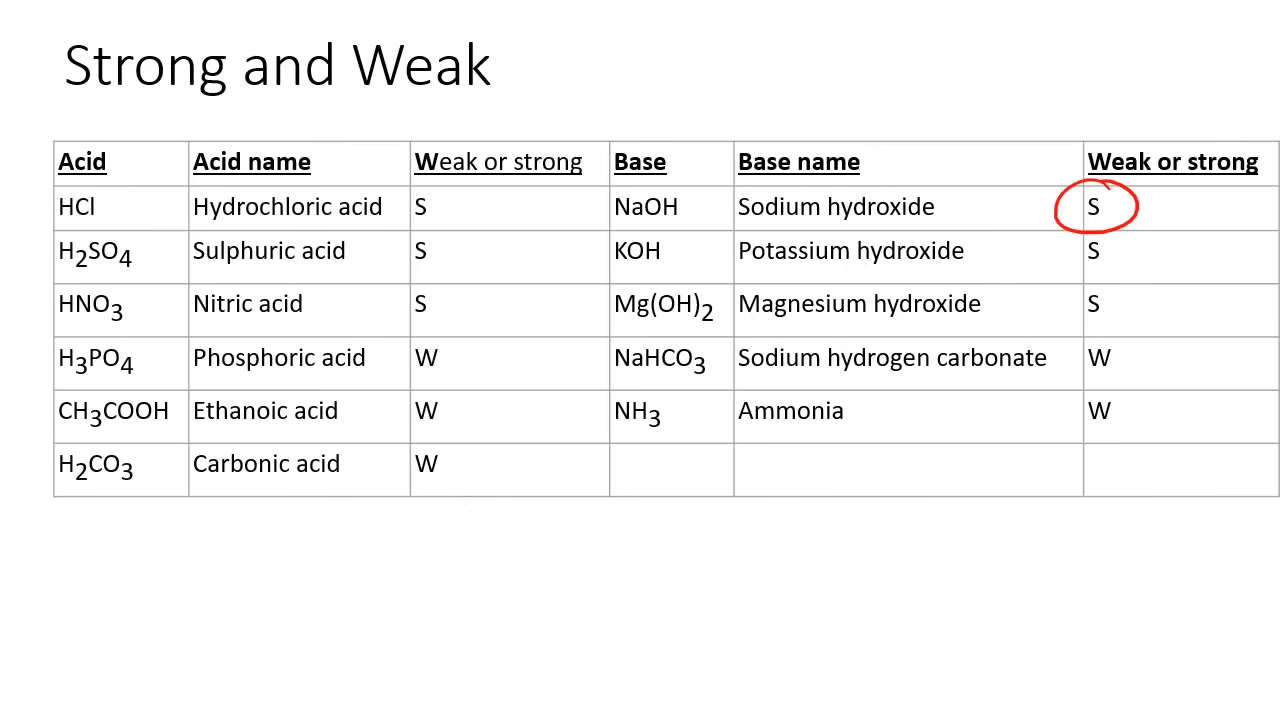 Strong and Weak
Acid Acid name Weak or strong Base Base name Weak or strong
HCl Hydrochloric acid S NaOH Sodium hydroxide S
H₂SO₄ Sulphuric acid S KOH Potassium hydroxide S
HNO₃ Nitric acid S Mg(OH)₂ Magnesium hydroxide S
H₃PO₄ Phosphoric acid W NaHCO₃ Sodium hydrogen carbonate W
CH₃COOH Ethanoic acid W NH₃ Ammonia W
H₂CO₃ Carbonic acid W